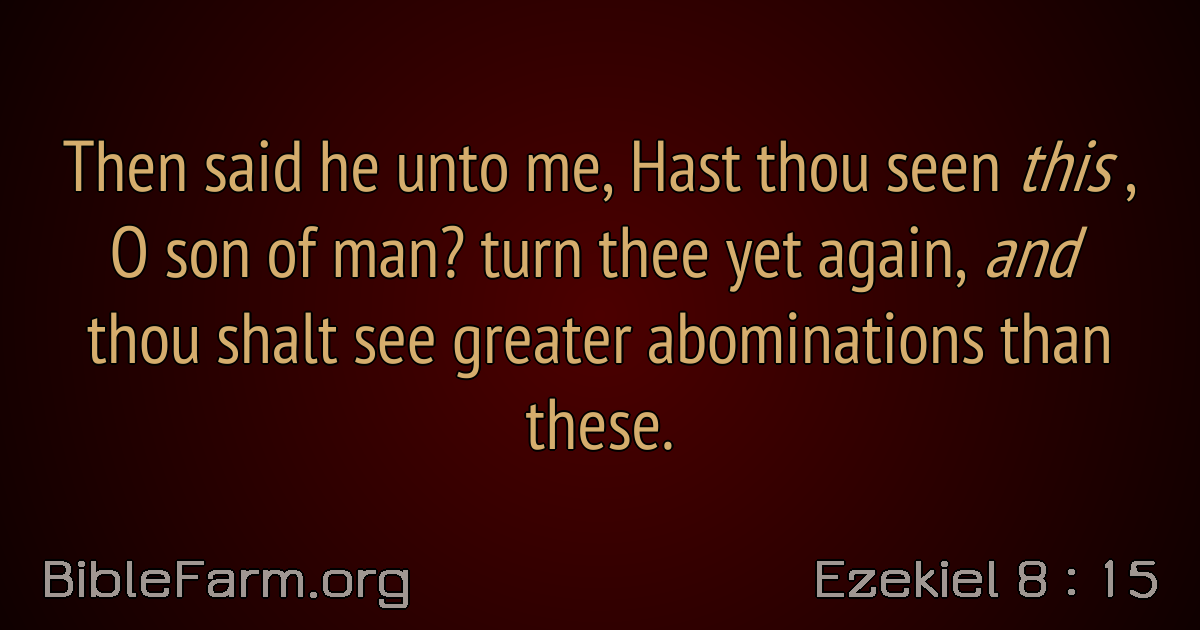 Then said he unto me, Hast thou seen this ,
O son of man? turn thee yet again, and
thou shalt see greater abominations than
these.
BibleFarm.org
Ezekiel 8 : 15